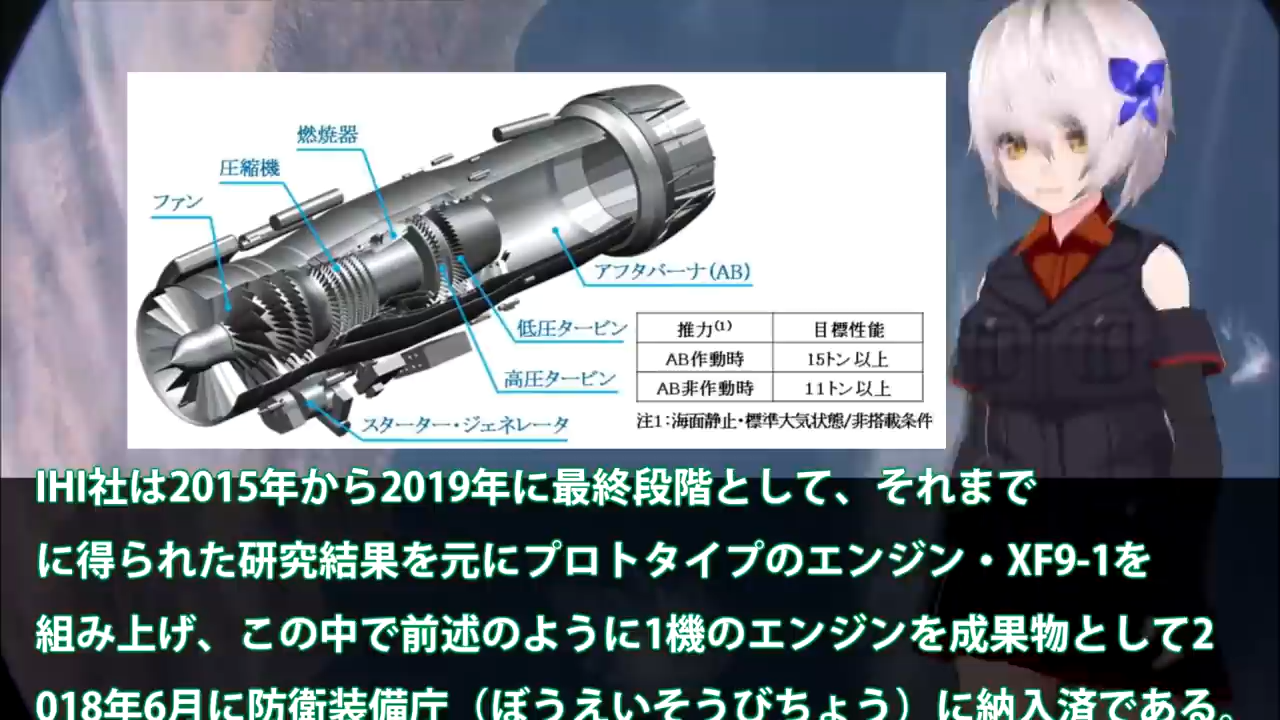 燃焼器
圧縮機
ファン
アフタバーナ(AB)
低圧タービン
高圧タービン
スターター・ジェネレータ
推力(1) 目標性能
AB作動時 15トン以上
AB非作動時 11トン以上
注1:海面静止・標準大気状態/非搭載条件
IHI社は2015年から2019年に最終段階として、それまで
に得られた研究結果を元にプロトタイプのエンジン・XF9-1を
組み上げ、この中で前述のように1機のエンジンを成果物として2
018年6月に防衛装備庁（ぼうえいそうびちょう）に納入済である。